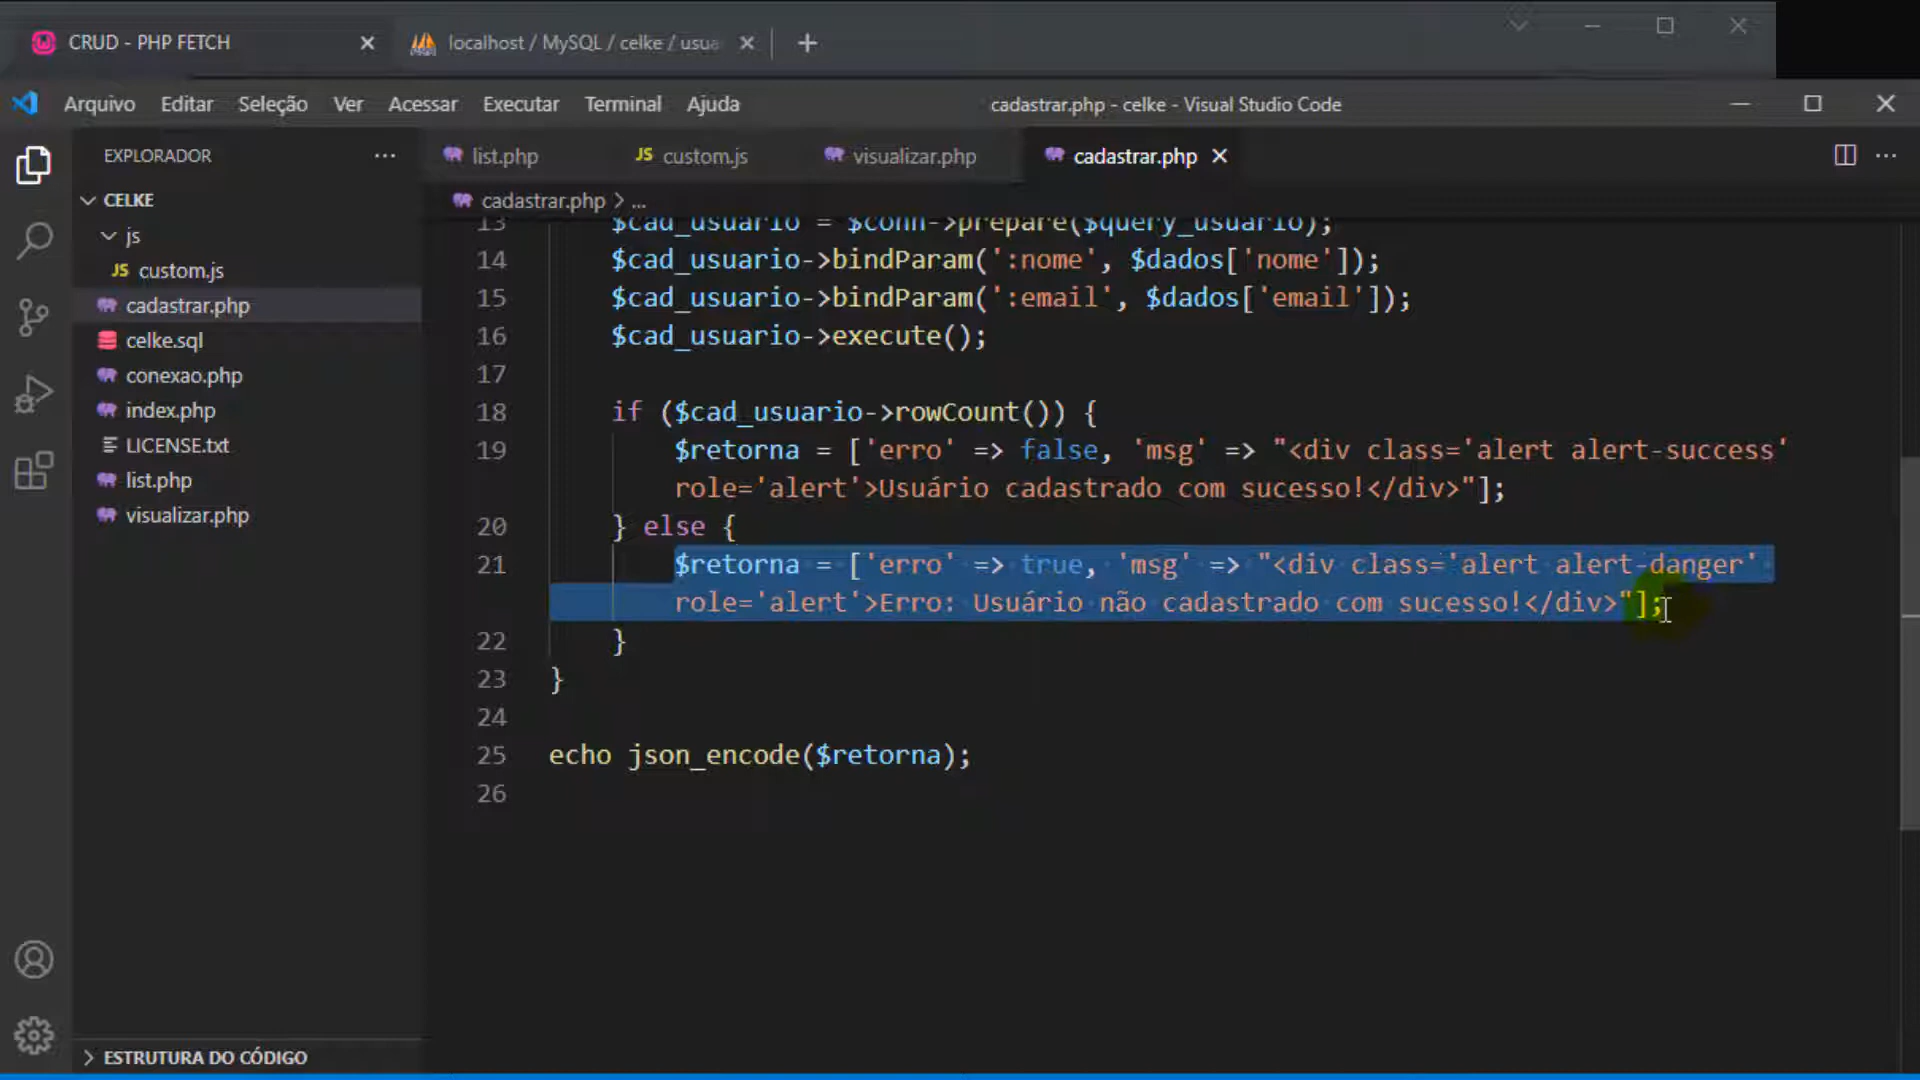 CRUD - PHP FETCH
localhost / MySQL / celke / usua
Arquivo Editar Seleção Ver Acessar Executar Terminal Ajuda
cadastrar.php - celke - Visual Studio Code
EXPLORADOR
list.php
JS custom.js
visualizar.php
cadastrar.php
CELKE
js
JS custom.js
cadastrar.php
celke.sql
conexao.php
index.php
LICENSE.txt
list.php
visualizar.php
ESTRUTURA DO CÓDIGO
cadastrar.php > ...
13 $cad_usuario = $conn->prepare($query_usuario);
14 $cad_usuario->bindParam(':nome', $dados['nome']);
15 $cad_usuario->bindParam(':email', $dados['email']);
16 $cad_usuario->execute();
17
18 if ($cad_usuario->rowCount()) {
19 $retorna = ['erro' => false, 'msg' => "<div class='alert alert-success'
role='alert'>Usuário cadastrado com sucesso!</div>"];
20 } else {
21 $retorna = ['erro' => true, 'msg' => "<div class='alert alert-danger'
role='alert'>Erro: Usuário não cadastrado com sucesso!</div>"];
22 }
23 }
24
25 echo json_encode($retorna);
26